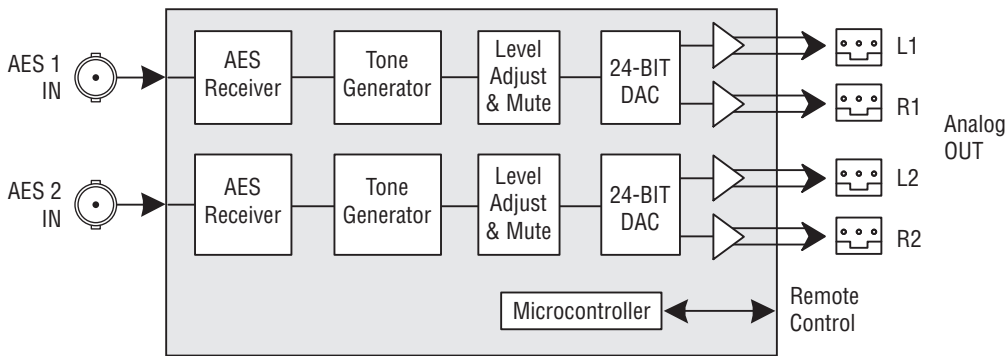 AES 1
IN
AES
Receiver
Tone
Generator
Level
Adjust
& Mute
24-BIT
DAC
L1
R1
Analog
OUT
AES 2
IN
AES
Receiver
Tone
Generator
Level
Adjust
& Mute
24-BIT
DAC
L2
R2
Microcontroller
Remote
Control